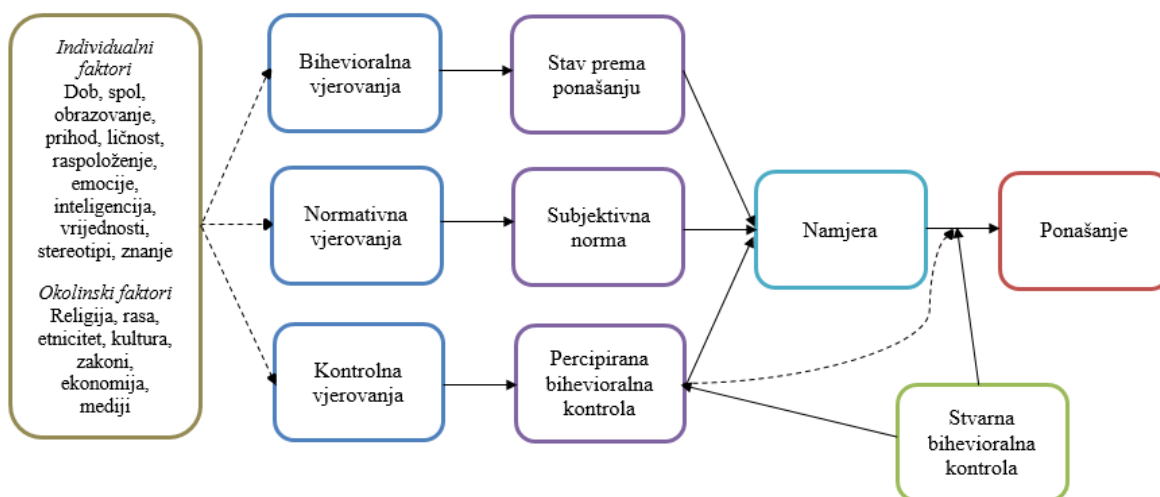 Individualni
faktori
Dob, spol,
obrazovanje,
prihod, ličnost,
raspoloženje,
emocije,
inteligencija,
vrijednosti,
stereotipi, znanje
Okolinski faktori
Religija, rasa,
etnicitet, kultura,
zakoni,
ekonomija,
mediji
Bihevioralna
vjerovanja
Stav prema
ponašanju
Normativna
vjerovanja
Subjektivna
norma
Namjera
Ponašanje
Kontrolna
vjerovanja
Percipirana
bihevioralna
kontrola
Stvarna
bihevioralna
kontrola